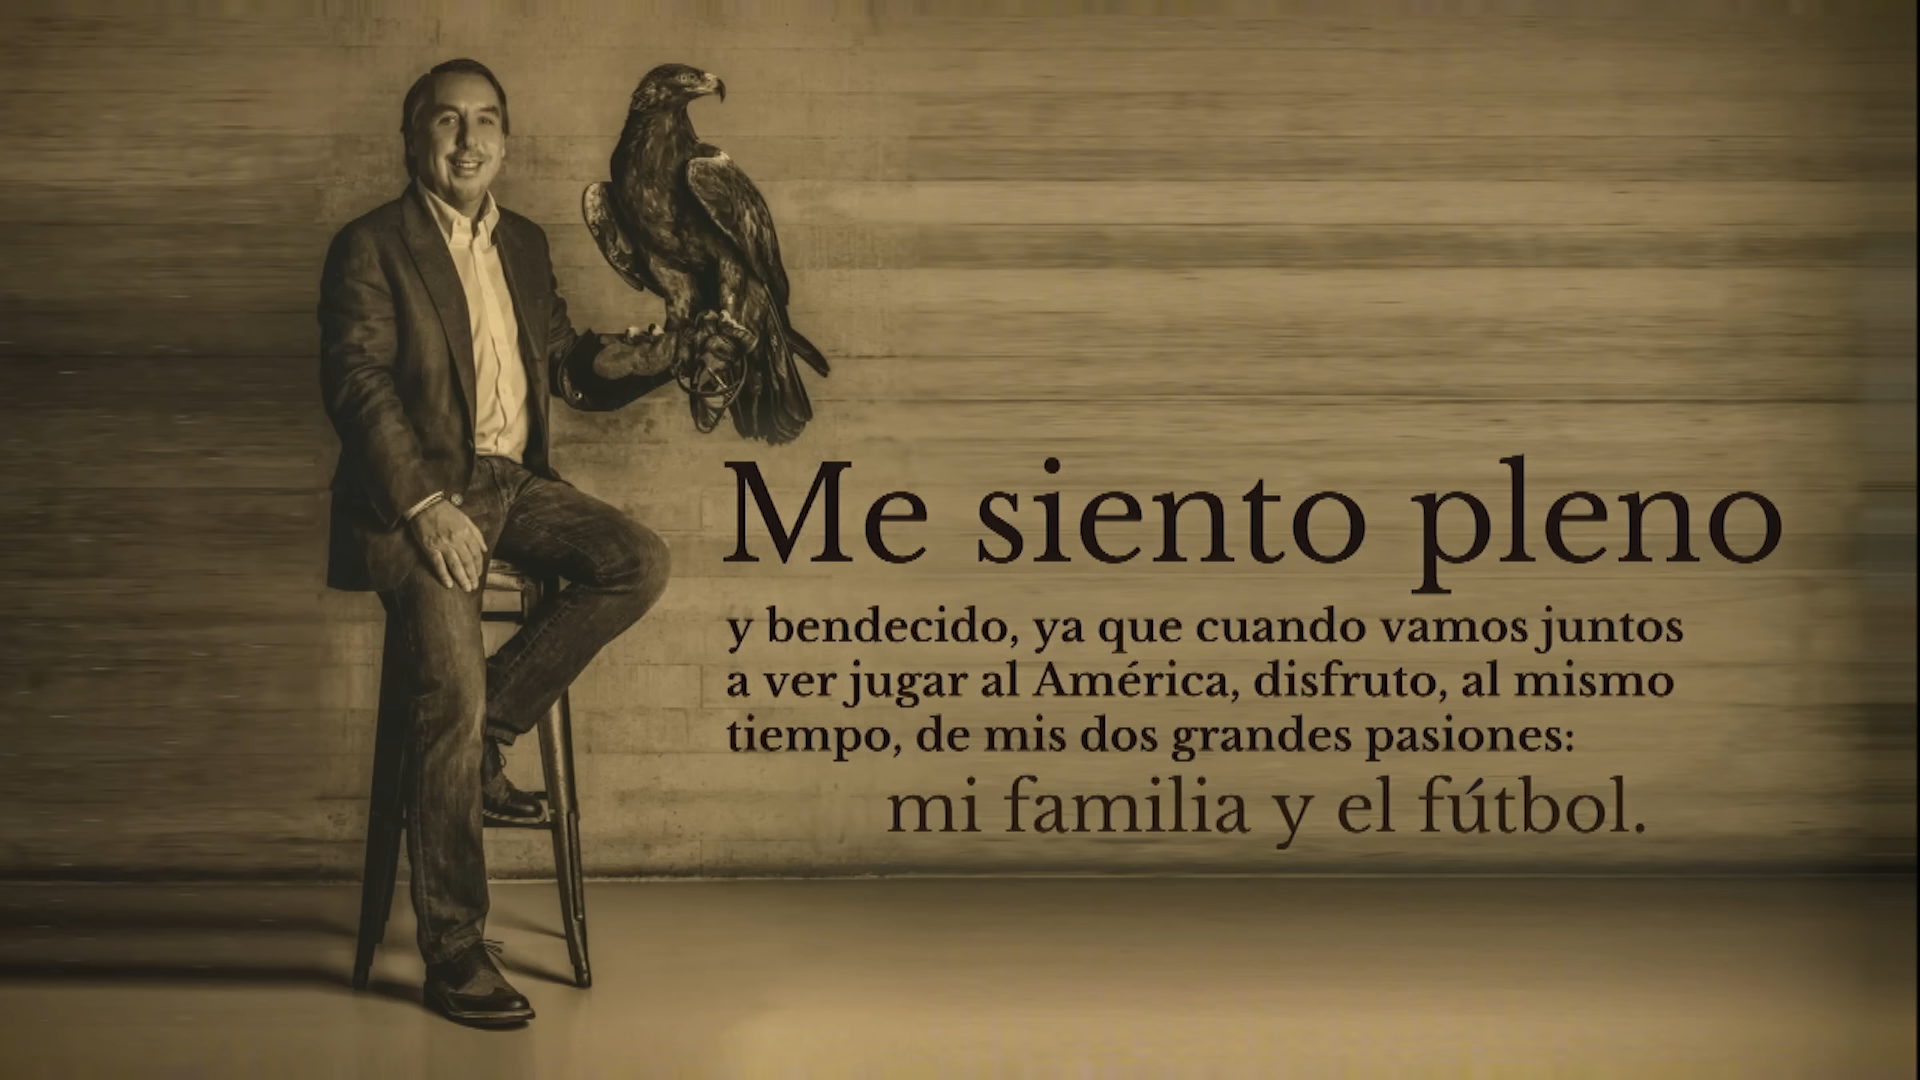 Me siento pleno
y bendecido, ya que cuando vamos juntos
a ver jugar al América, disfruto, al mismo
tiempo, de mis dos grandes pasiones:
mi familia y el fútbol.